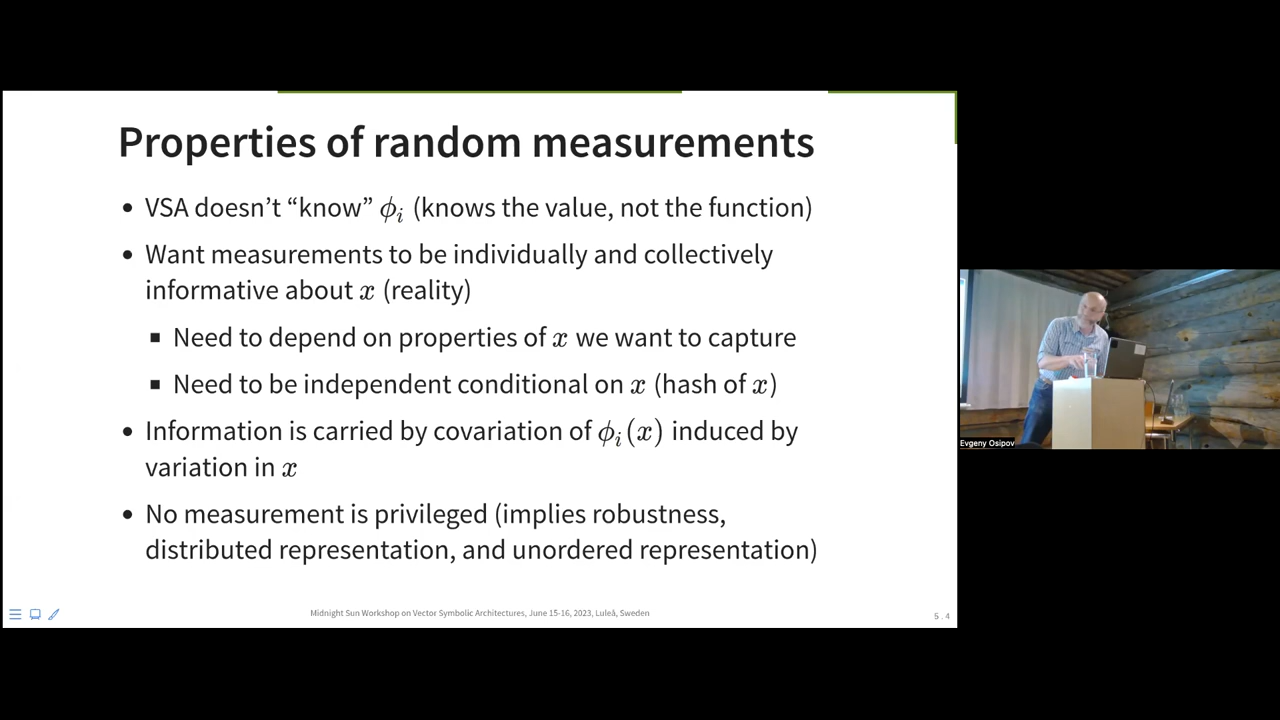 Properties of random measurements
• VSA doesn’t “know” ϕᵢ (knows the value, not the function)
• Want measurements to be individually and collectively
informative about x (reality)
▪ Need to depend on properties of x we want to capture
▪ Need to be independent conditional on x (hash of x)
• Information is carried by covariation of ϕᵢ(x) induced by
variation in x
• No measurement is privileged (implies robustness,
distributed representation, and unordered representation)
Midnight Sun Workshop on Vector Symbolic Architectures, June 15-16, 2023, Luleå, Sweden
5 . 4
Evgeny Osipov